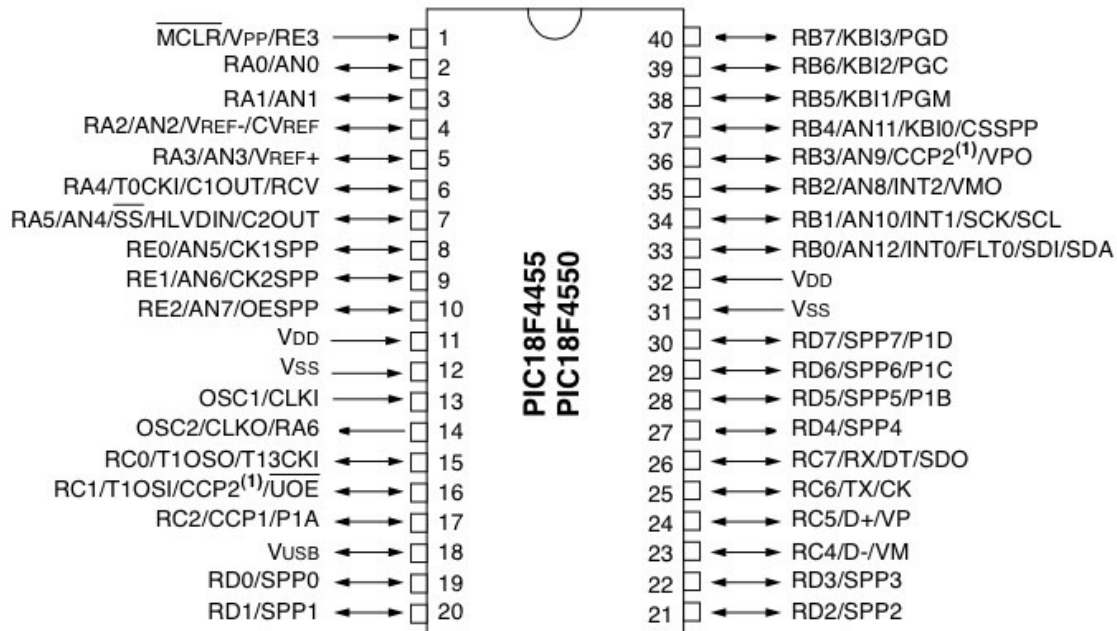 MCLR/VPP/RE3 1 40 RB7/KBI3/PGD
RA0/AN0 2 39 RB6/KBI2/PGC
RA1/AN1 3 38 RB5/KBI1/PGM
RA2/AN2/VREF-/CVREF 4 37 RB4/AN11/KBI0/CSSPP
RA3/AN3/VREF+ 5 36 RB3/AN9/CCP2(1)/VPO
RA4/T0CKI/C1OUT/RCV 6 35 RB2/AN8/INT2/VMO
RA5/AN4/SS/HLVDIN/C2OUT 7 34 RB1/AN10/INT1/SCK/SCL
RE0/AN5/CK1SPP 8 33 RB0/AN12/INT0/FLT0/SDI/SDA
RE1/AN6/CK2SPP 9 32 VDD
RE2/AN7/OESPP 10 31 VSS
VDD 11 30 RD7/SPP7/P1D
VSS 12 29 RD6/SPP6/P1C
OSC1/CLKI 13 28 RD5/SPP5/P1B
OSC2/CLKO/RA6 14 27 RD4/SPP4
RC0/T1OSO/T13CKI 15 26 RC7/RX/DT/SDO
RC1/T1OSI/CCP2(1)/UOE 16 25 RC6/TX/CK
RC2/CCP1/P1A 17 24 RC5/D+/VP
VUSB 18 23 RC4/D-/VM
RD0/SPP0 19 22 RD3/SPP3
RD1/SPP1 20 21 RD2/SPP2
PIC18F4455
PIC18F4550